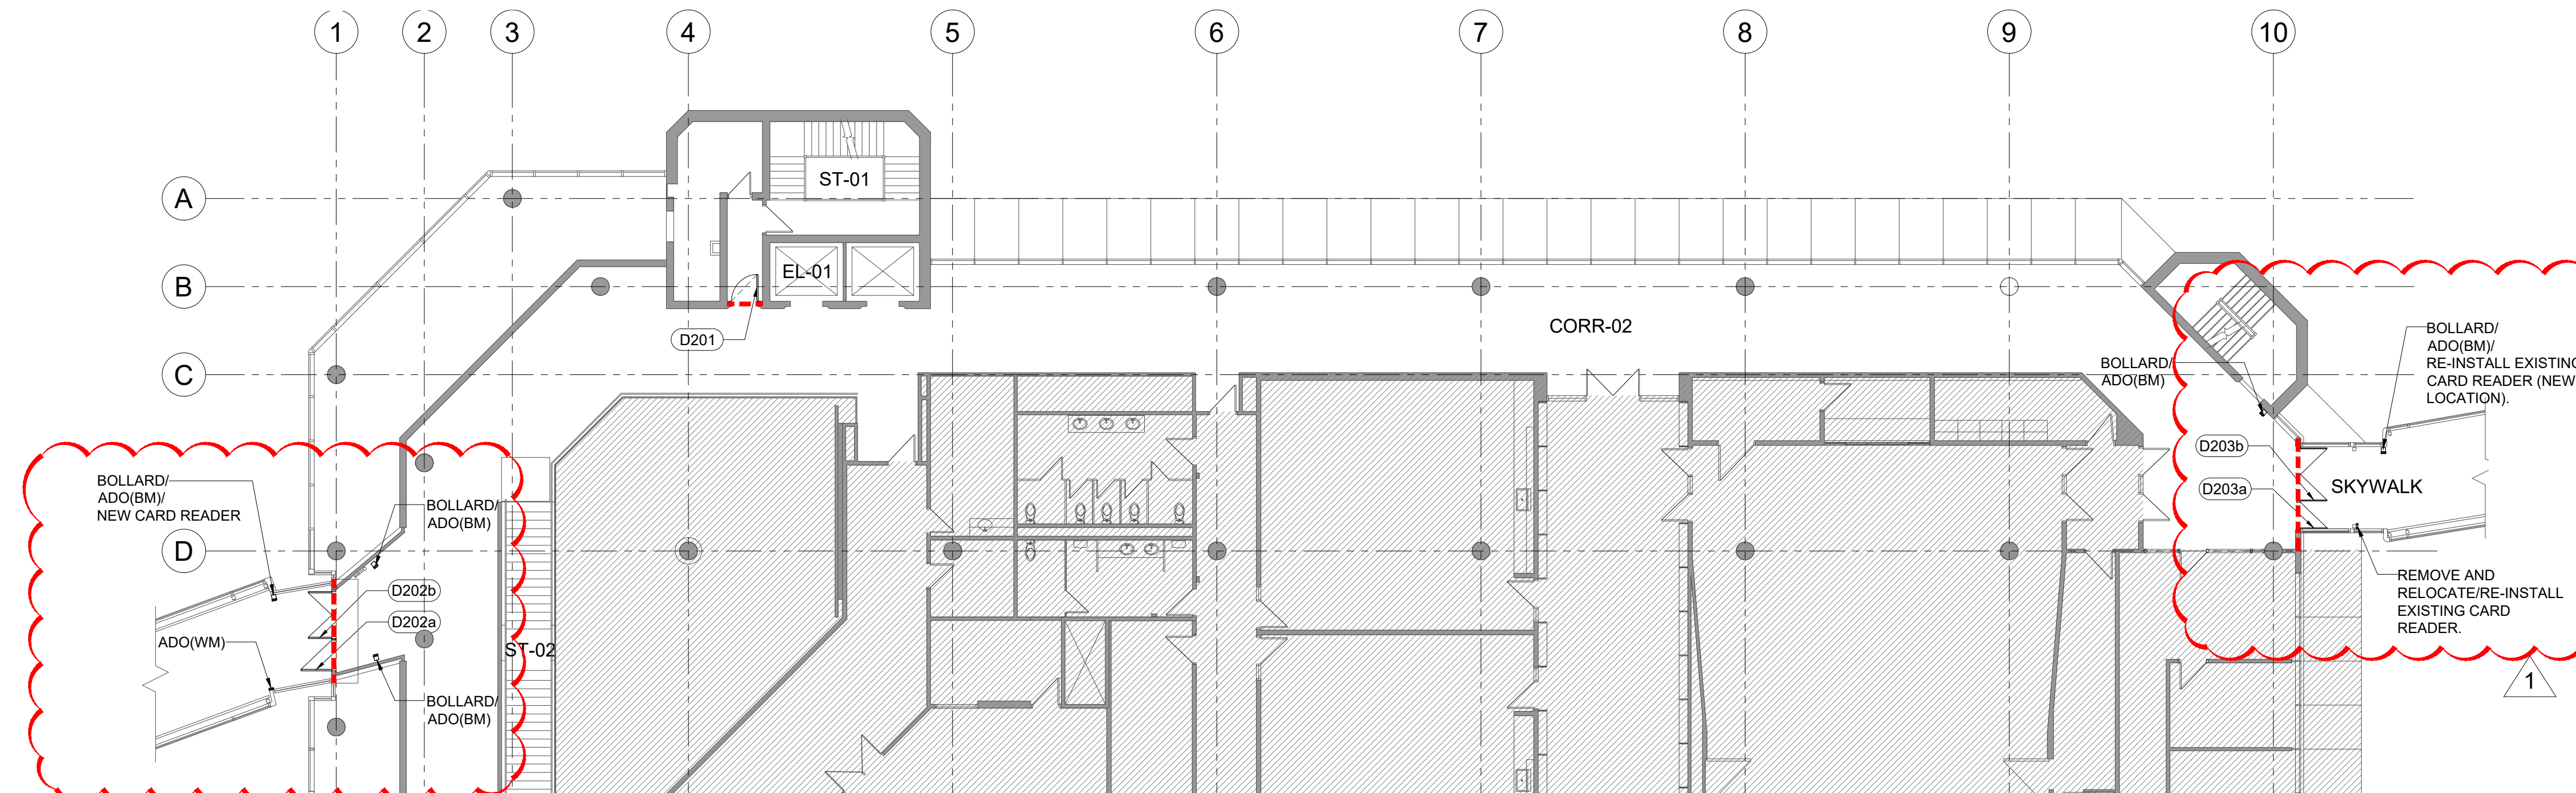 1
2
3
4
5
6
7
8
9
10
A
B
C
D
ST-01
EL-01
D201
CORR-02
BOLLARD/
ADO(BM)/
NEW CARD READER
BOLLARD/
ADO(BM)
D202b
D202a
ADO(WM)
BOLLARD/
ADO(BM)
ST-02
BOLLARD/
ADO(BM)
BOLLARD/
ADO(BM)/
RE-INSTALL EXISTING
CARD READER (NEW
LOCATION).
D203b
D203a
SKYWALK
REMOVE AND
RELOCATE/RE-INSTALL
EXISTING CARD
READER.
1